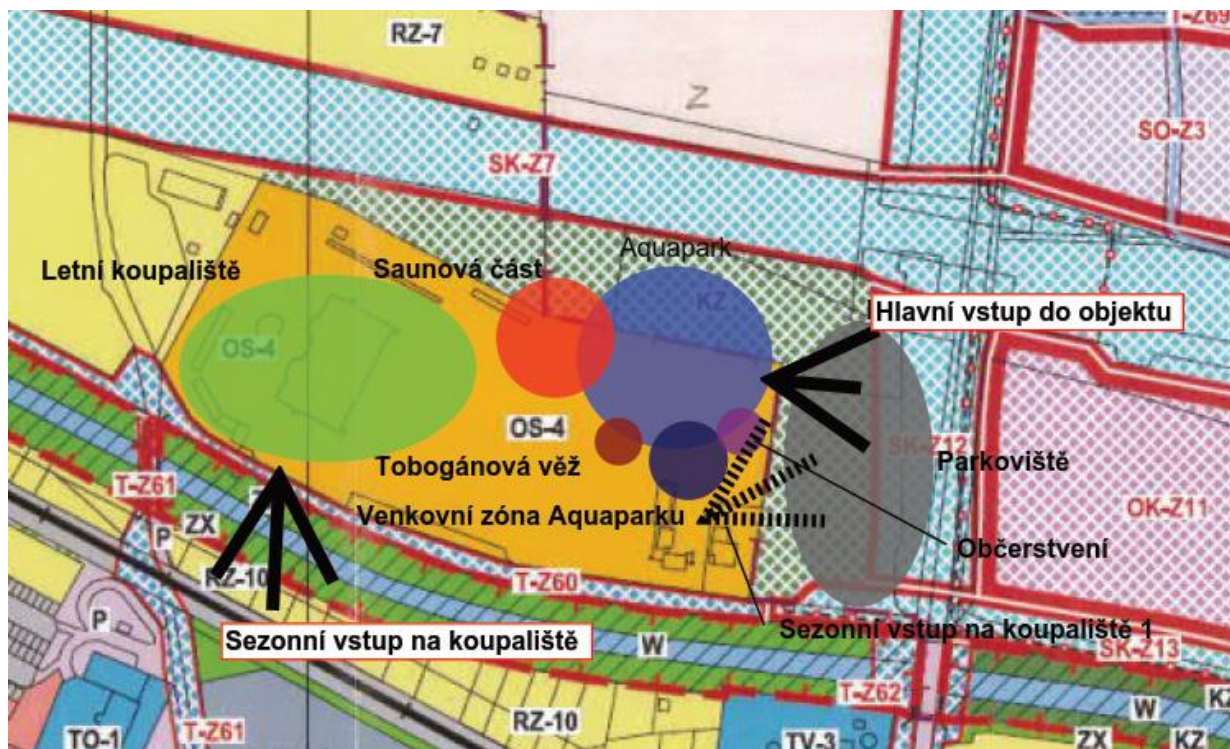 T-Z69
RZ-7
Z
SO-Z3
SK-Z7
Aquapark
Letní koupaliště
Saunová část
KZ
Hlavní vstup do objektu
OS-4
OS-4
SK-Z12
Parkoviště
Tobogánová věž
T-Z61
OK-Z11
Venkovní zóna Aquaparku
ZX
P
Občerstvení
RZ-10
T-Z60
P
Sezonní vstup na koupaliště
Sezonní vstup na koupaliště 1
W
SK-Z13
T-Z62
KZ
W
RZ-10
T-Z61
TO-1
TV-3
ZX
KZ